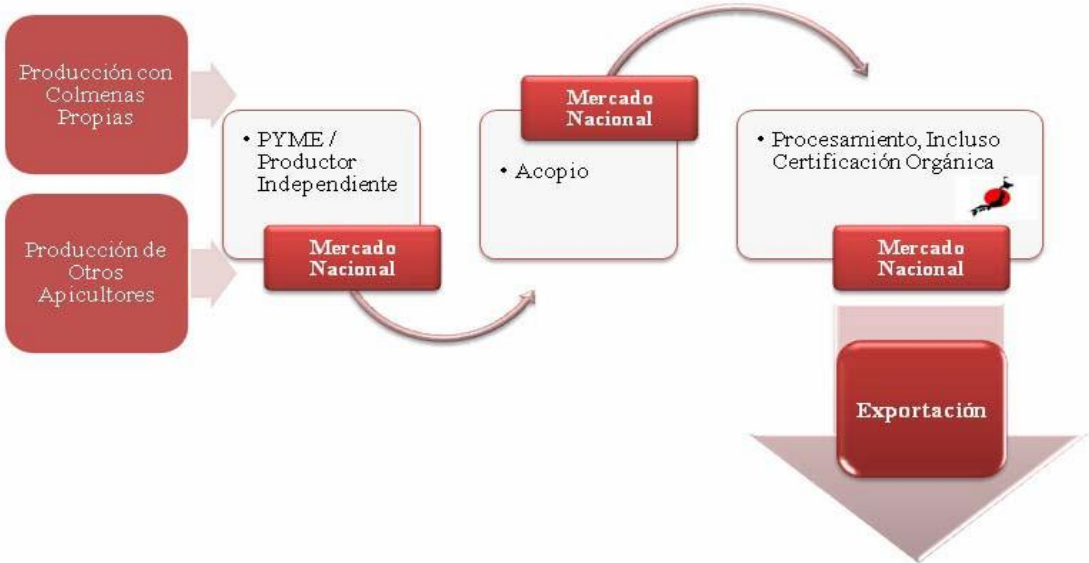 Producción con
Colmenas
Propias
Producción de
Otros
Apicultores
• PYME /
Productor
Independiente
Mercado
Nacional
Mercado
Nacional
• Acopio
• Procesamiento, Incluso
Certificación Orgánica
Mercado
Nacional
Exportación